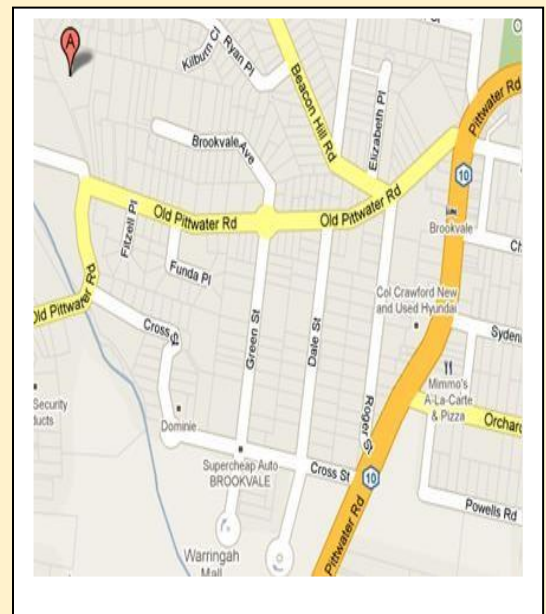 A
Kilburn Cl
Ryan Pl
Beacon Hill Rd
Elizabeth Pl
Pittwater Rd
10
Brookvale Ave
Old Pittwater Rd
Old Pittwater Rd
Fitzell Pl
Brookvale
Funda Pl
Old Pittwater Rd
Cross St
Green St
Dale St
Col Crawford New
and Used Hyundai
Syden
Mimmo's
A-La-Carte
& Pizza
Security
ucts
Dominie
Roger St
Orchard
Supercheap Auto
BROOKVALE
Cross St
10
Powells Rd
Pittwater Rd
Warringah
Mall